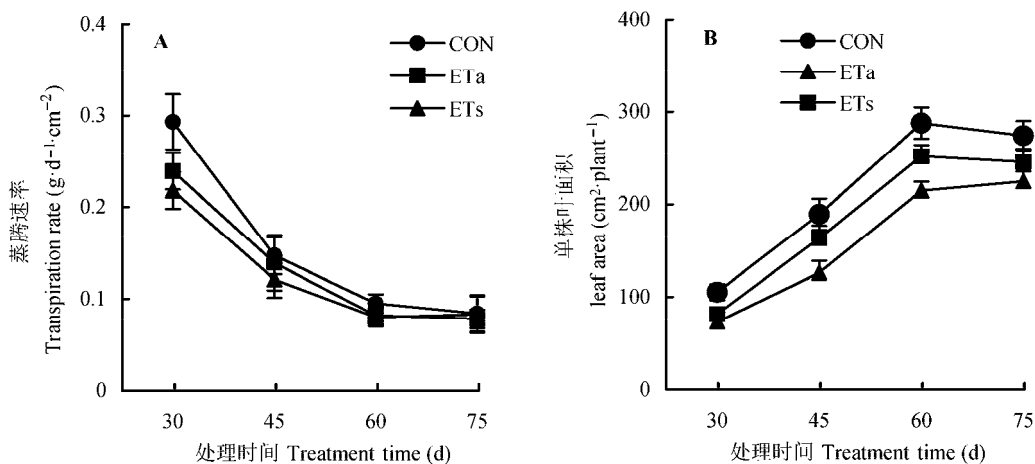 A
CON
ETa
ETs
0.4
0.3
0.2
0.1
0
30
45
60
75
蒸腾速率
Transpiration rate (g·d⁻¹·cm⁻²)
处理时间 Treatment time (d)
B
CON
ETa
ETs
400
300
200
100
0
30
45
60
75
单株叶面积
leaf area (cm²·plant⁻¹)
处理时间 Treatment time (d)